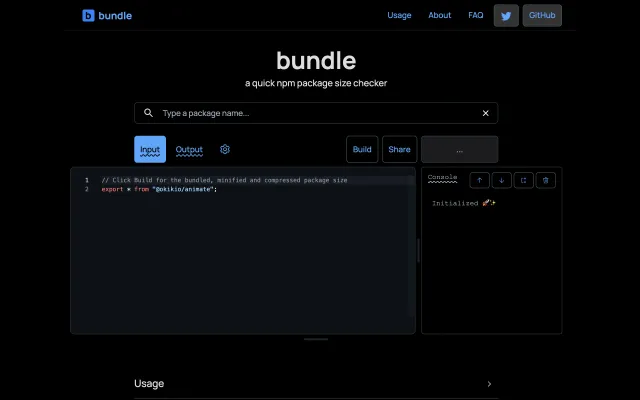 bundle
Usage
About
FAQ
GitHub
bundle
a quick npm package size checker
Type a package name...
Input
Output
Build
Share
...
1 // Click Build for the bundled, minified and compressed package size
2 export * from "@okikio/animate";
Console
Initialized 🚀✨
Usage